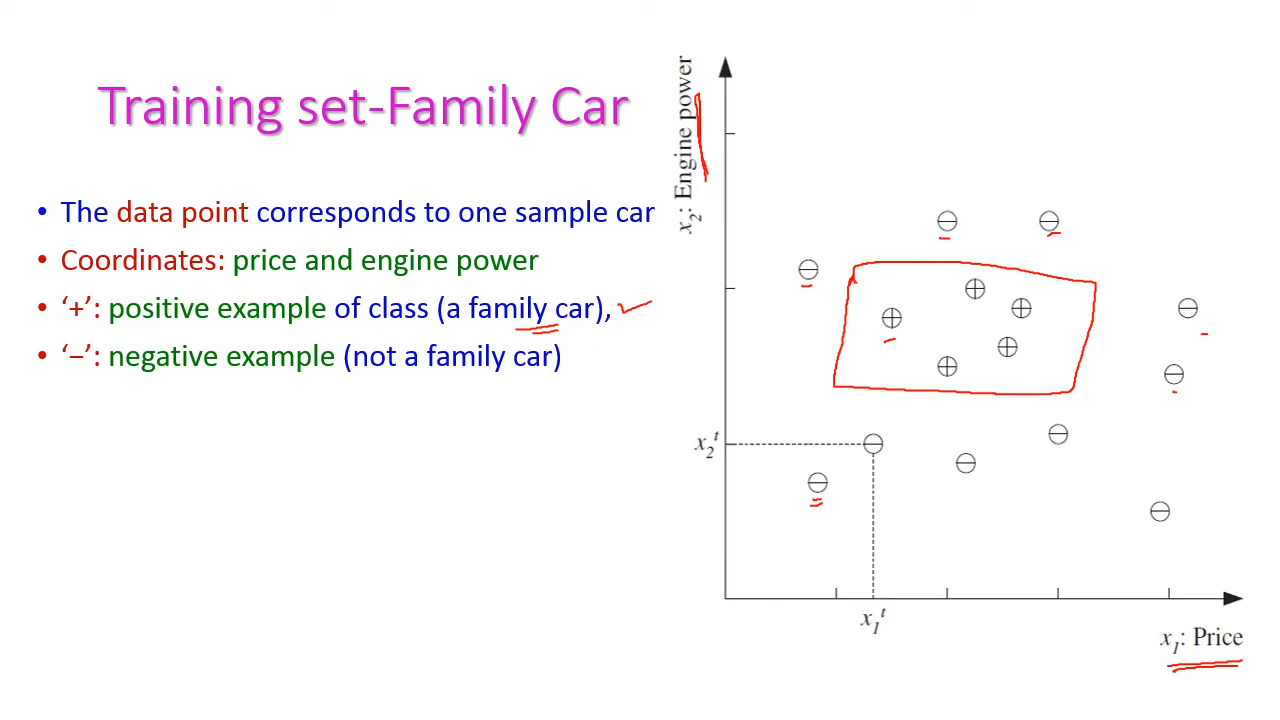 Training set-Family Car
• The data point corresponds to one sample car
• Coordinates: price and engine power
• ‘+’: positive example of class (a family car),
• ‘−’: negative example (not a family car)
x₂: Engine power
x₂ᵗ
x₁ᵗ
x₁: Price